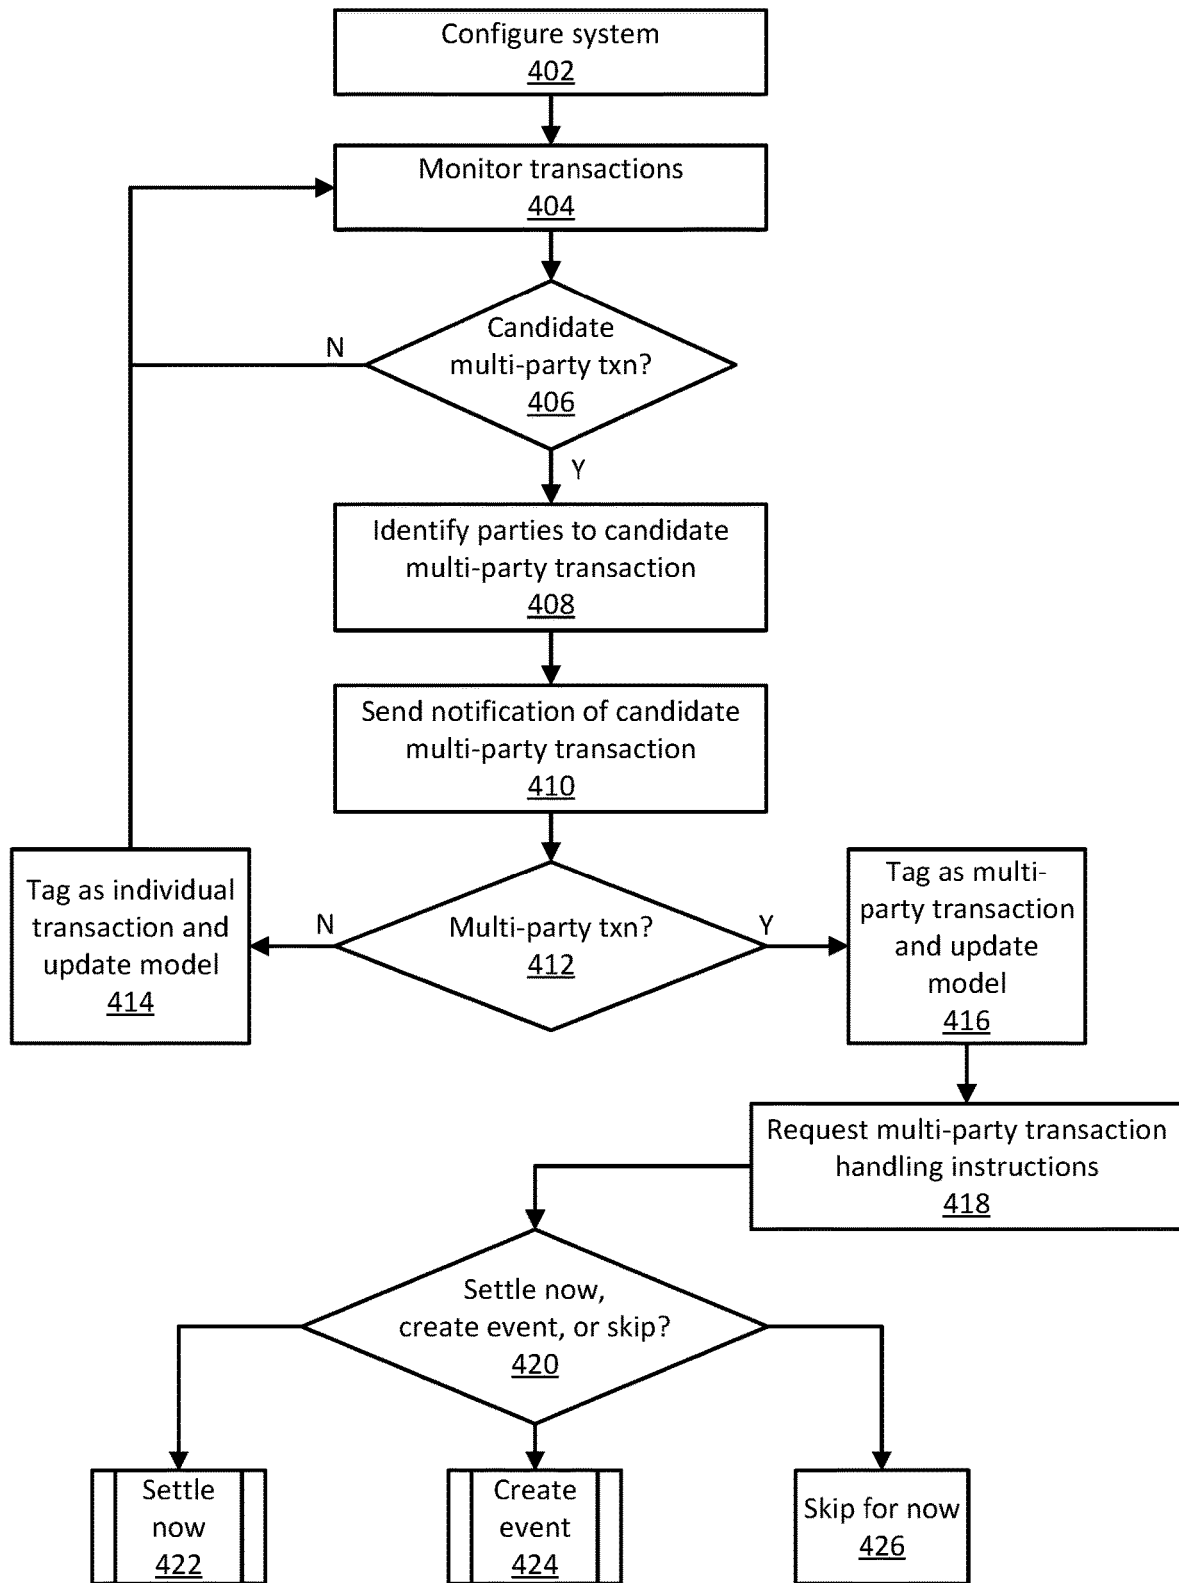 Configure system
402
Monitor transactions
404
Candidate
multi-party txn?
406
N
Y
Identify parties to candidate
multi-party transaction
408
Send notification of candidate
multi-party transaction
410
Multi-party txn?
412
N
Y
Tag as individual
transaction and
update model
414
Tag as multi-
party transaction
and update
model
416
Request multi-party transaction
handling instructions
418
Settle now,
create event, or skip?
420
Settle
now
422
Create
event
424
Skip for now
426